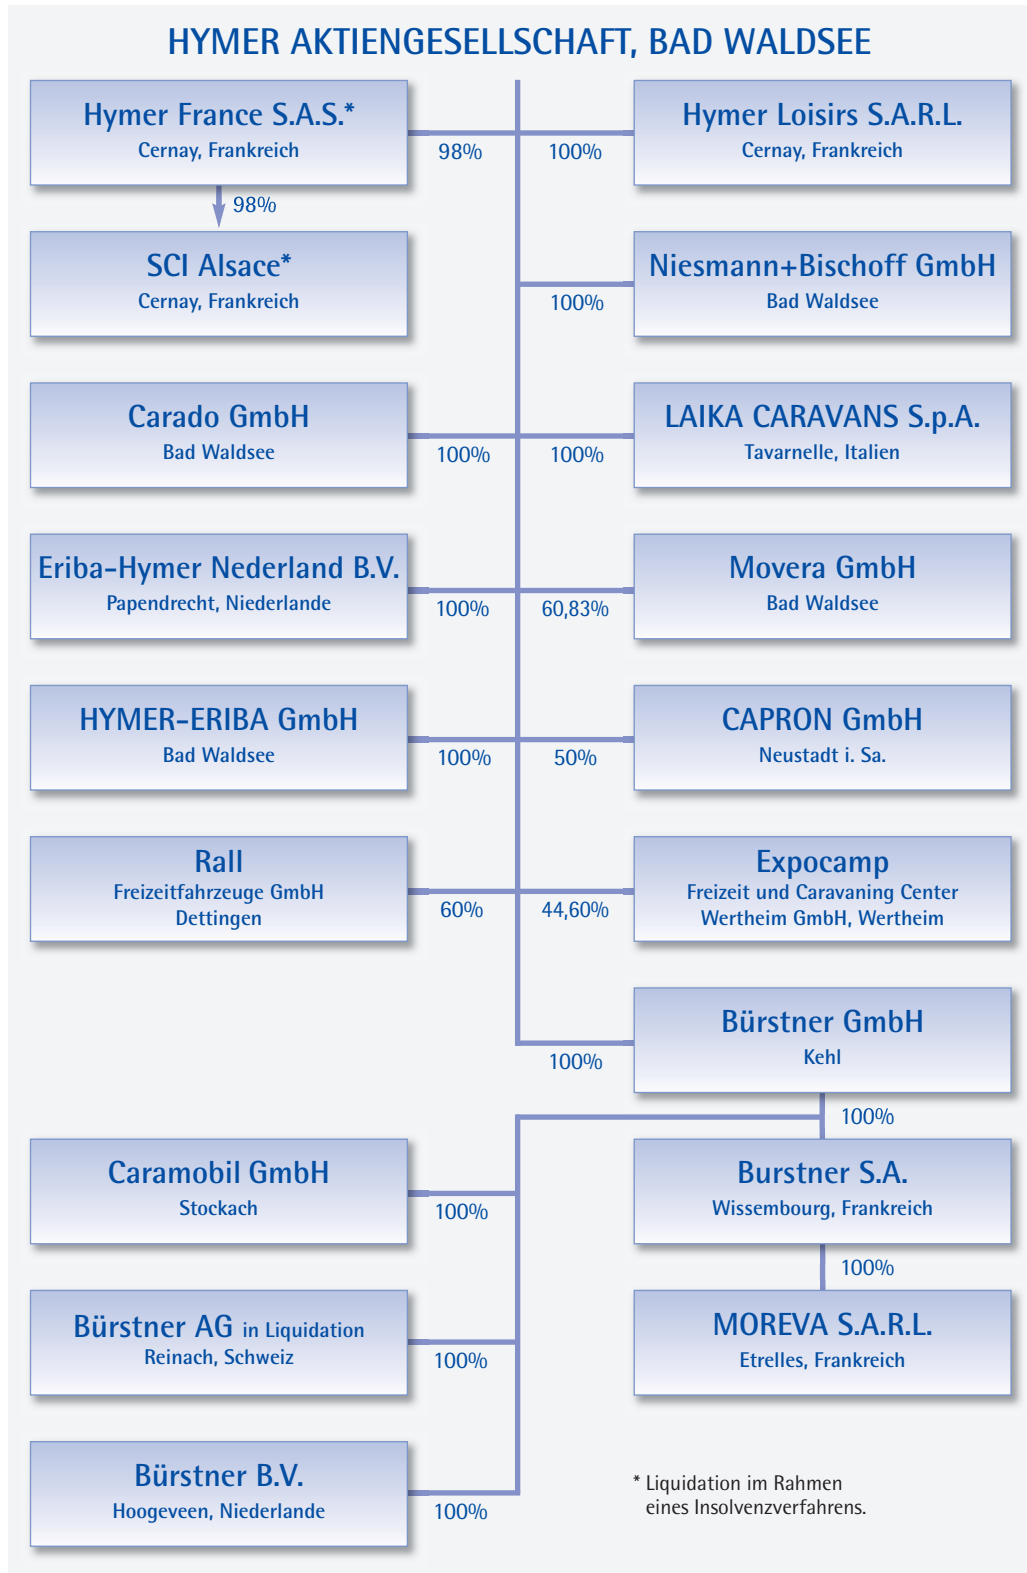 HYMER AKTIENGESELLSCHAFT, BAD WALDSEE
Hymer France S.A.S.*
Cernay, Frankreich
98%
100%
Hymer Loisirs S.A.R.L.
Cernay, Frankreich
98%
SCI Alsace*
Cernay, Frankreich
100%
Niesmann+Bischoff GmbH
Bad Waldsee
Carado GmbH
Bad Waldsee
100%
100%
LAIKA CARAVANS S.p.A.
Tavarnelle, Italien
Eriba-Hymer Nederland B.V.
Papendrecht, Niederlande
100%
60,83%
Movera GmbH
Bad Waldsee
HYMER-ERIBA GmbH
Bad Waldsee
100%
50%
CAPRON GmbH
Neustadt i. Sa.
Rall
Freizeitfahrzeuge GmbH
Dettingen
60%
44,60%
Expocamp
Freizeit und Caravaning Center
Wertheim GmbH, Wertheim
100%
Bürstner GmbH
Kehl
100%
Caramobil GmbH
Stockach
100%
Burstner S.A.
Wissembourg, Frankreich
100%
Bürstner AG in Liquidation
Reinach, Schweiz
100%
MOREVA S.A.R.L.
Etrelles, Frankreich
Bürstner B.V.
Hoogeveen, Niederlande
100%
* Liquidation im Rahmen
eines Insolvenzverfahrens.